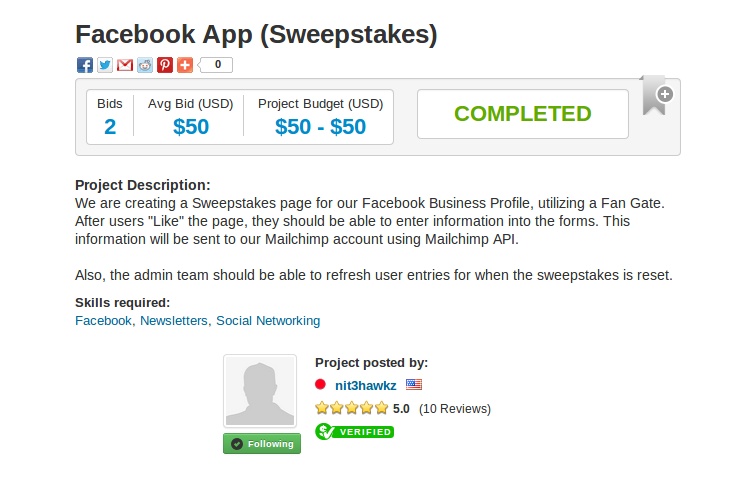 Facebook App (Sweepstakes)
0
Bids Avg Bid (USD) Project Budget (USD)
2 $50 $50 - $50
COMPLETED
Project Description:
We are creating a Sweepstakes page for our Facebook Business Profile, utilizing a Fan Gate.
After users "Like" the page, they should be able to enter information into the forms. This
information will be sent to our Mailchimp account using Mailchimp API.
Also, the admin team should be able to refresh user entries for when the sweepstakes is reset.
Skills required:
Facebook, Newsletters, Social Networking
Project posted by:
nit3hawkz
5.0 (10 Reviews)
VERIFIED
Following